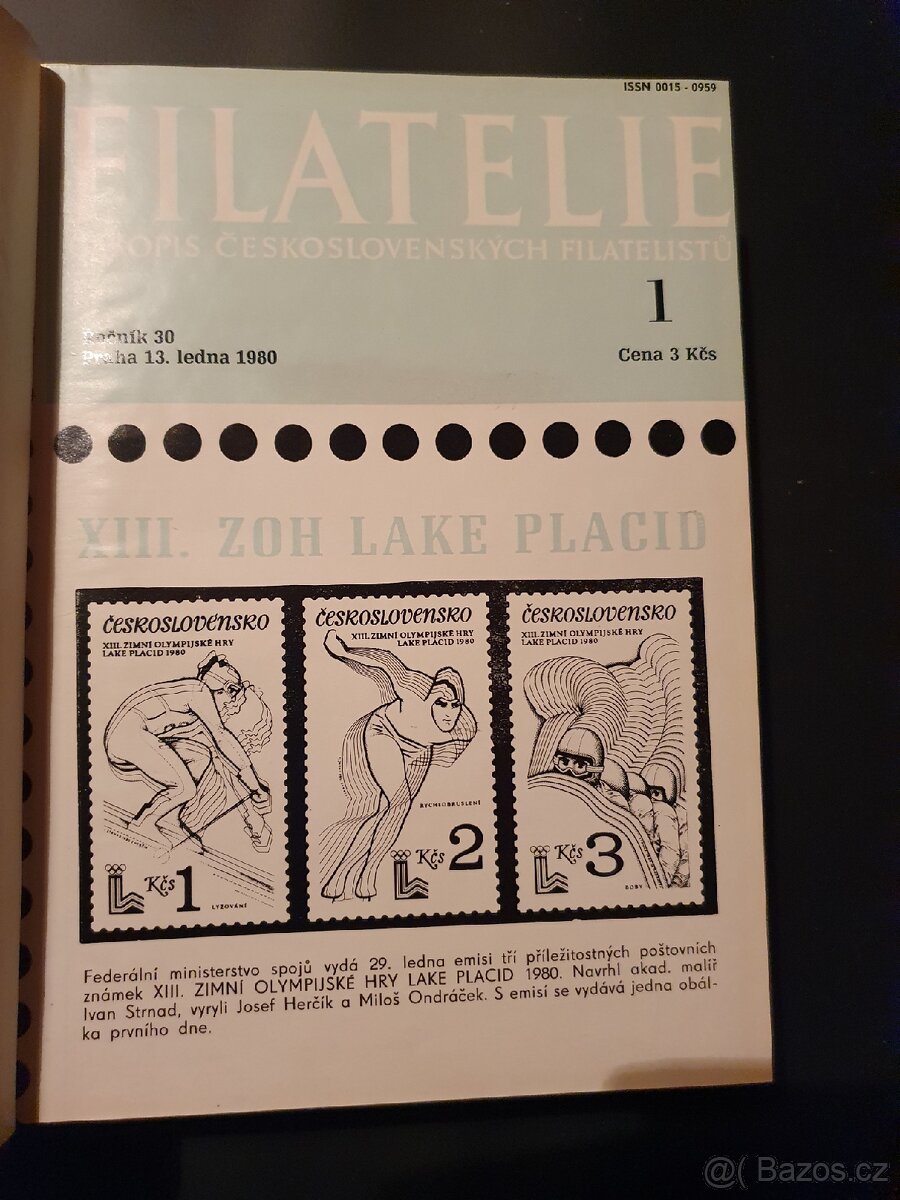 ISSN 0015 - 0959
FILATELIE
OPIS ČESKOSLOVENSKÝCH FILATELISTŮ
1
Ročník 30
Praha 13. ledna 1980
Cena 3 Kčs
XIII. ZOH LAKE PLACID
ČESKOSLOVENSKO
XIII. ZIMNÍ OLYMPIJSKÉ HRY
LAKE PLACID 1980
Kčs 1
LYŽOVÁNÍ
ČESKOSLOVENSKO
XIII. ZIMNÍ OLYMPIJSKÉ HRY
LAKE PLACID 1980
RYCHLOBRUSLENÍ
Kčs 2
ČESKOSLOVENSKO
XIII. ZIMNÍ OLYMPIJSKÉ HRY
LAKE PLACID 1980
Kčs 3
BOBY
Federální ministerstvo spojů vydá 29. ledna emisi tří příležitostných poštovních
známek XIII. ZIMNÍ OLYMPIJSKÉ HRY LAKE PLACID 1980. Navrhl akad. malíř
Ivan Strnad, vyryli Josef Herčík a Miloš Ondráček. S emisí se vydává jedna obál-
ka prvního dne.
@( Bazos.cz